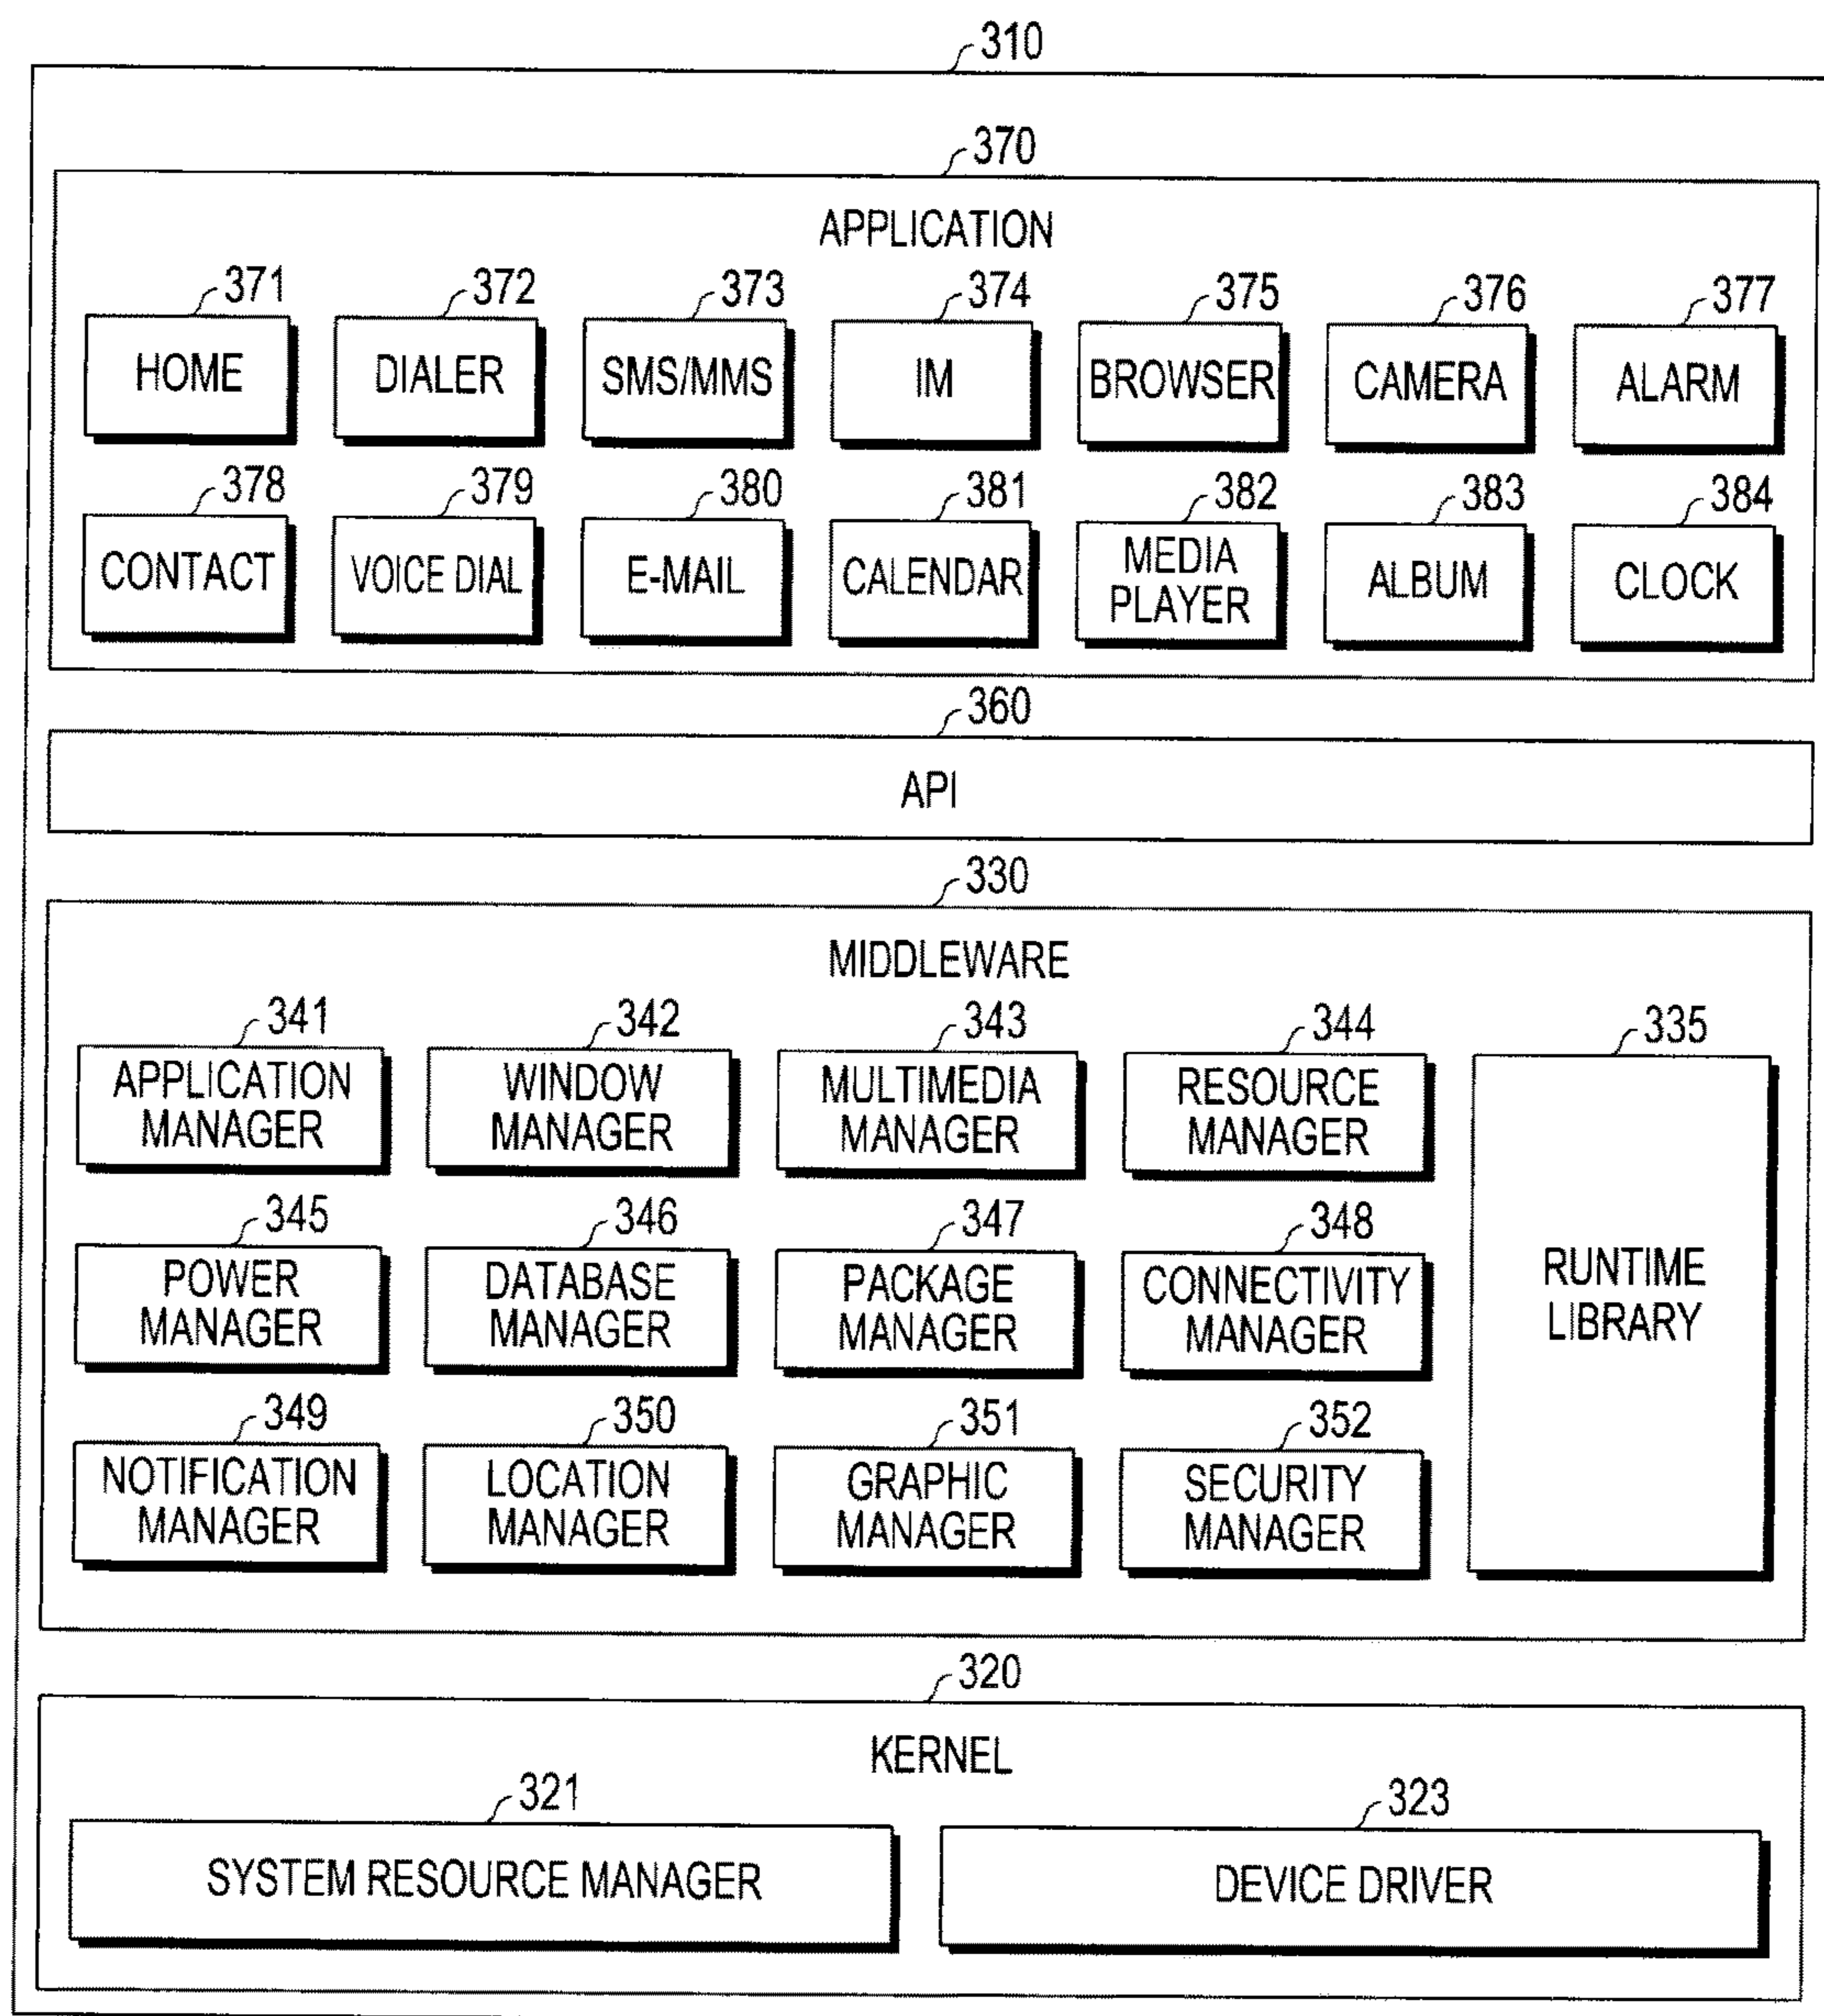 310
370
APPLICATION
371 372 373 374 375 376 377
HOME DIALER SMS/MMS IM BROWSER CAMERA ALARM
378 379 380 381 382 383 384
CONTACT VOICE DIAL E-MAIL CALENDAR MEDIA PLAYER ALBUM CLOCK
360
API
330
MIDDLEWARE
341 342 343 344 335
APPLICATION MANAGER WINDOW MANAGER MULTIMEDIA MANAGER RESOURCE MANAGER
345 346 347 348
POWER MANAGER DATABASE MANAGER PACKAGE MANAGER CONNECTIVITY MANAGER RUNTIME LIBRARY
349 350 351 352
NOTIFICATION MANAGER LOCATION MANAGER GRAPHIC MANAGER SECURITY MANAGER
320
KERNEL
321 323
SYSTEM RESOURCE MANAGER DEVICE DRIVER